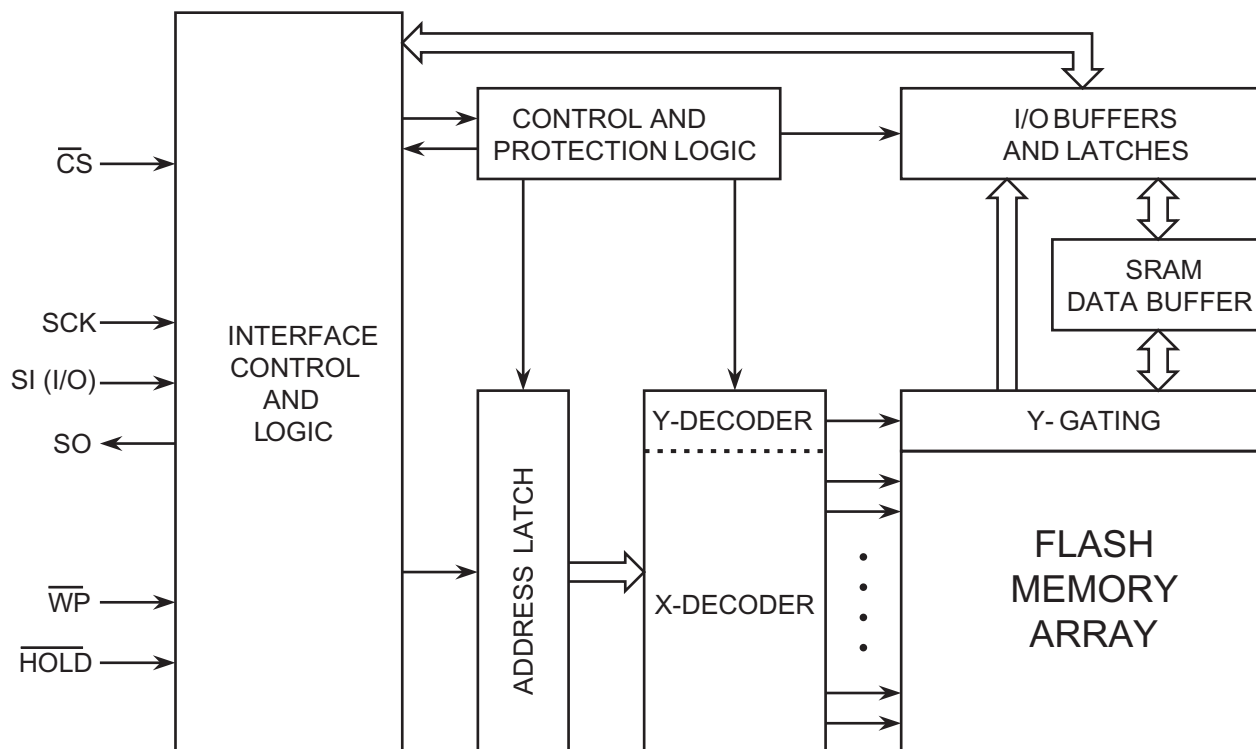 CS
SCK
SI (I/O)
SO
WP
HOLD
INTERFACE
CONTROL
AND
LOGIC
CONTROL AND
PROTECTION LOGIC
I/O BUFFERS
AND LATCHES
SRAM
DATA BUFFER
ADDRESS LATCH
Y-DECODER
X-DECODER
Y- GATING
FLASH
MEMORY
ARRAY